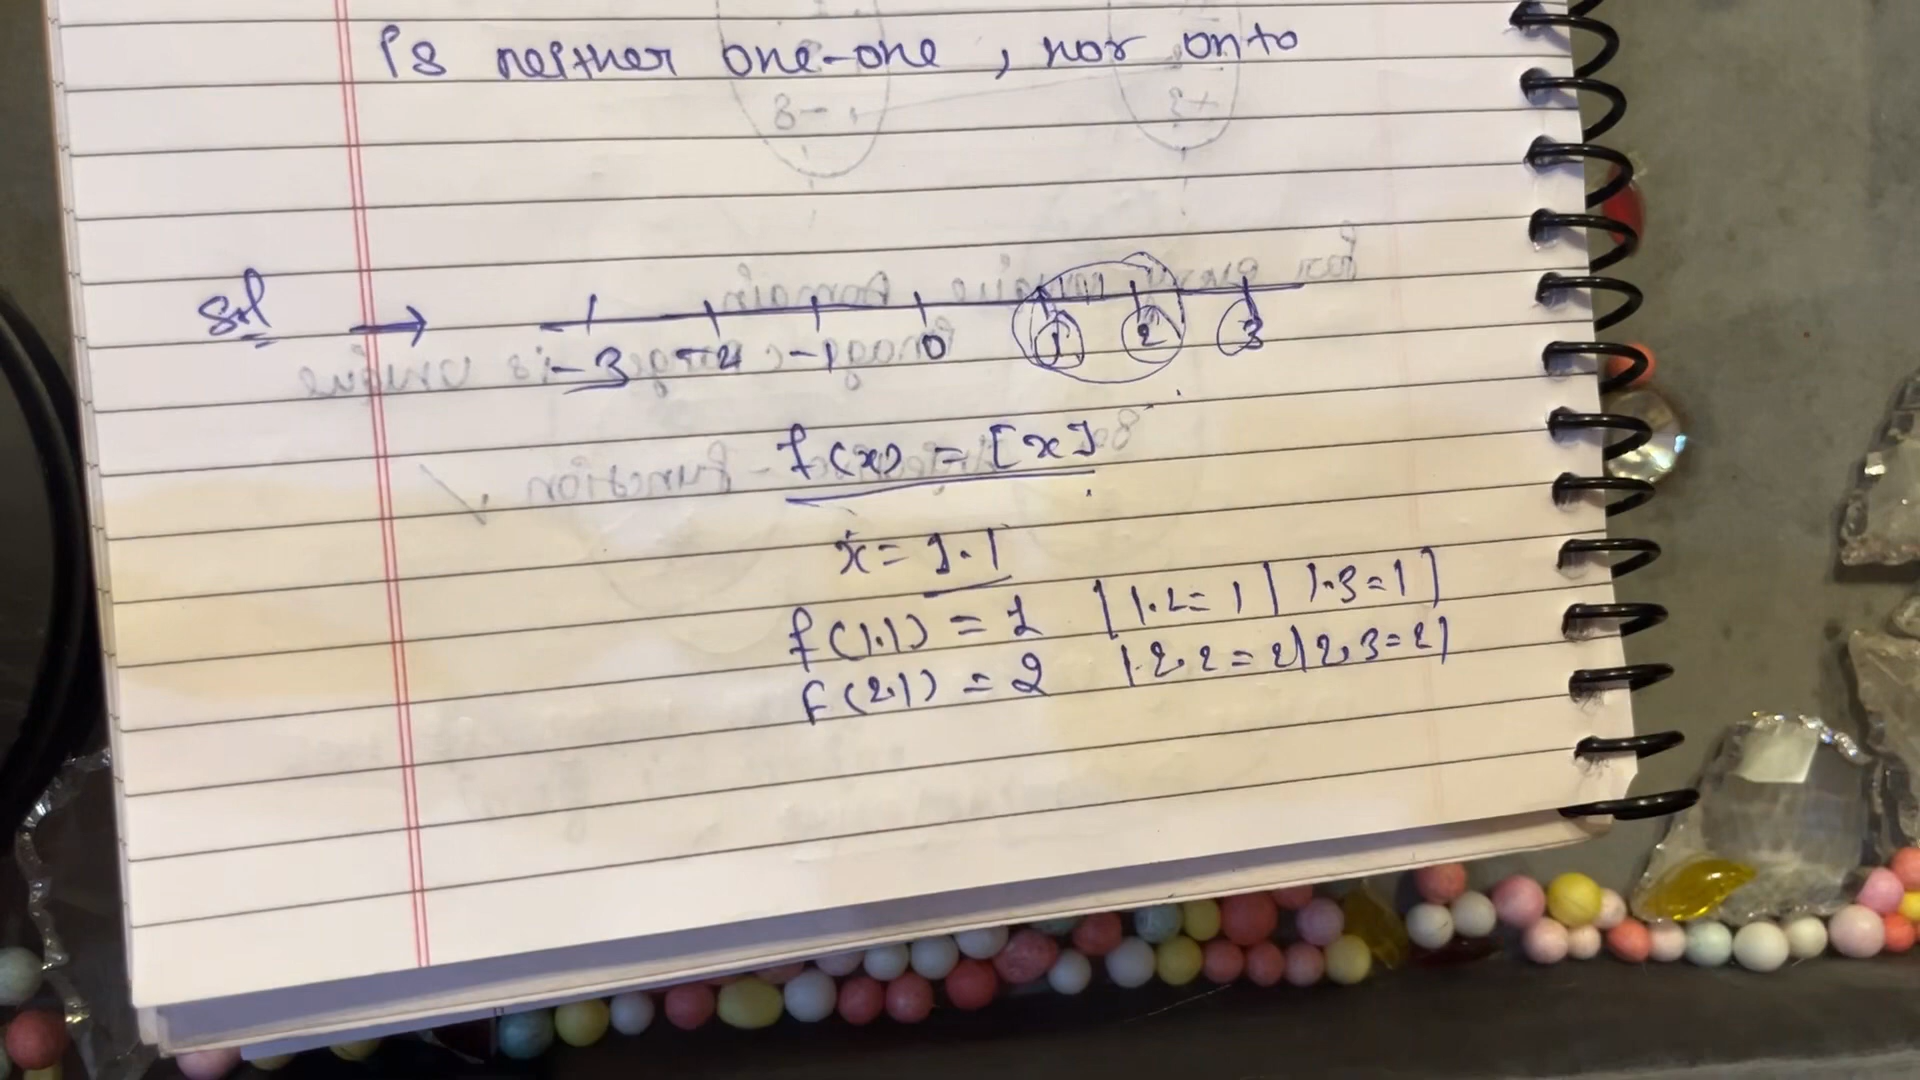 is neither one-one, nor onto
Sol → -3 -2 -1 0 1 2 3
f(x) = [x]
x = 1.1
f(1.1) = 1 [1.2 = 1 | 1.3 = 1]
f(2.1) = 2 [2.2 = 2 | 2.3 = 2]